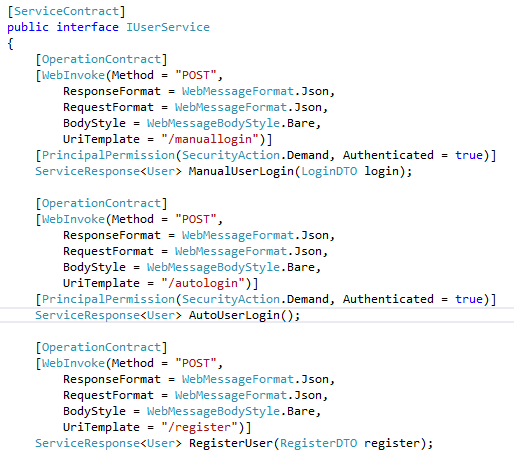 [ServiceContract]
public interface IUserService
{
    [OperationContract]
    [WebInvoke(Method = "POST",
        ResponseFormat = WebMessageFormat.Json,
        RequestFormat = WebMessageFormat.Json,
        BodyStyle = WebMessageBodyStyle.Bare,
        UriTemplate = "/manuallogin")]
    [PrincipalPermission(SecurityAction.Demand, Authenticated = true)]
    ServiceResponse<User> ManualUserLogin(LoginDTO login);

    [OperationContract]
    [WebInvoke(Method = "POST",
        ResponseFormat = WebMessageFormat.Json,
        RequestFormat = WebMessageFormat.Json,
        BodyStyle = WebMessageBodyStyle.Bare,
        UriTemplate = "/autologin")]
    [PrincipalPermission(SecurityAction.Demand, Authenticated = true)]
    ServiceResponse<User> AutoUserLogin();

    [OperationContract]
    [WebInvoke(Method = "POST",
        ResponseFormat = WebMessageFormat.Json,
        RequestFormat = WebMessageFormat.Json,
        BodyStyle = WebMessageBodyStyle.Bare,
        UriTemplate = "/register")]
    ServiceResponse<User> RegisterUser(RegisterDTO register);